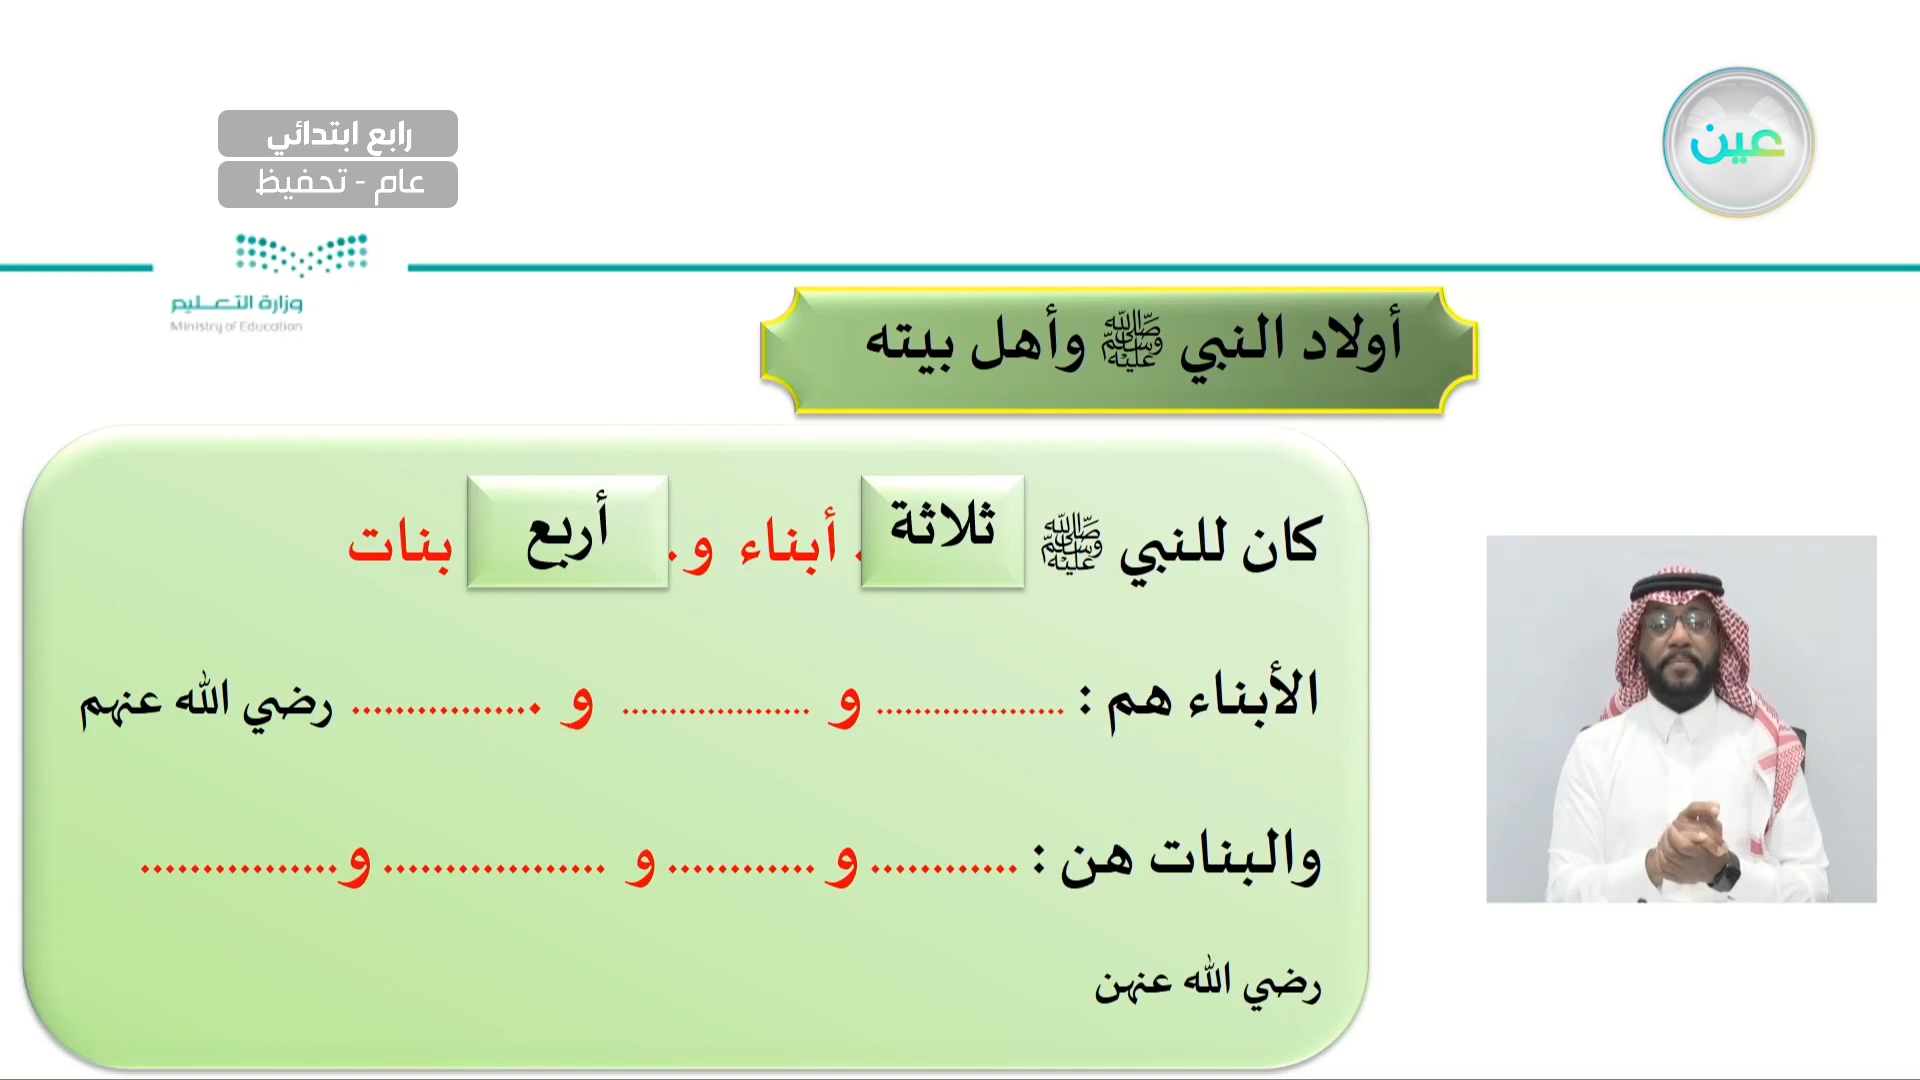 رابع ابتدائي
عام - تحفيظ
عين
وزارة التعليم
Ministry of Education
أولاد النبي ﷺ وأهل بيته
كان للنبي ﷺ ثلاثة . أبناء و. أربع بنات
الأبناء هم : ................... و ................... و ................ رضي الله عنهم
والبنات هن : ............ و ............ و .................. و................
رضي الله عنهن